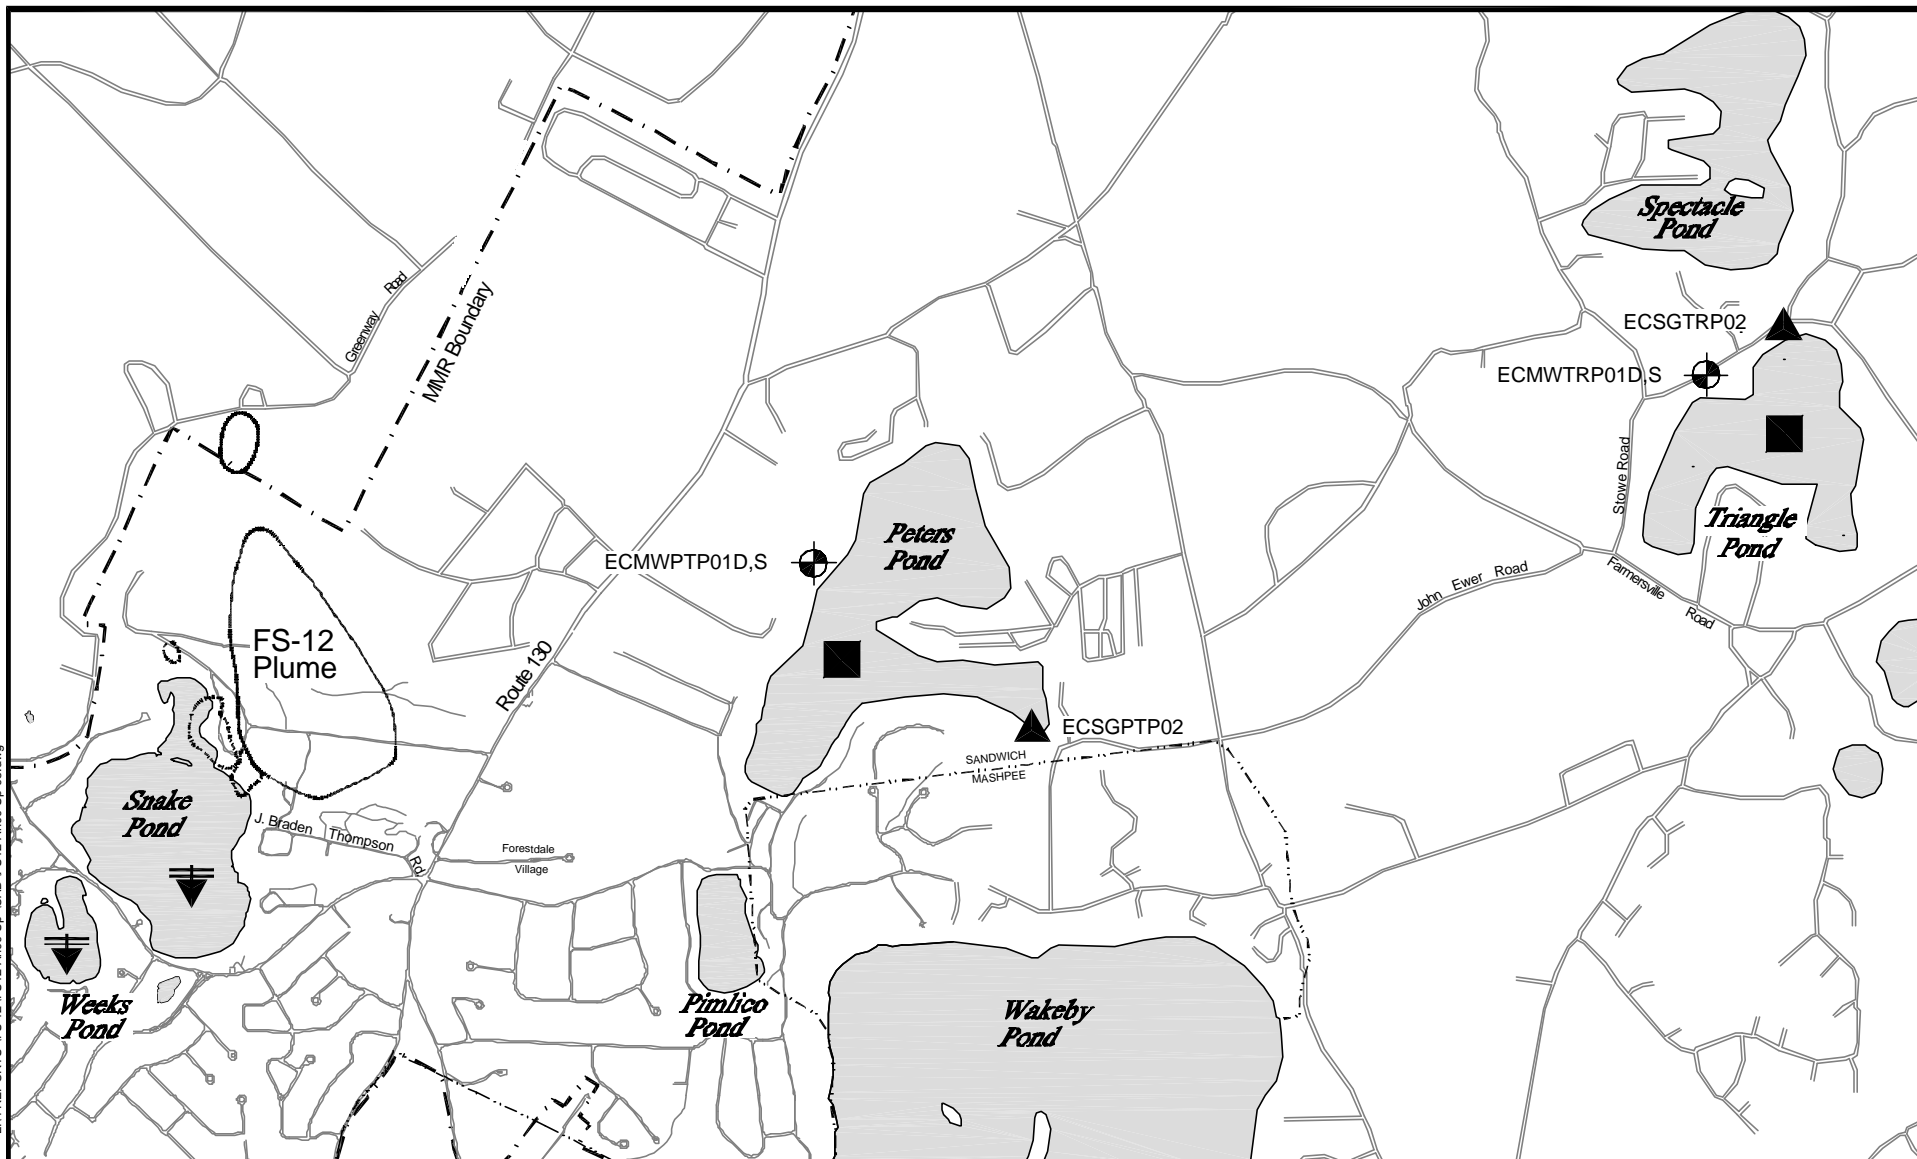 Spectacle
Pond
Greenway
Road
MMR Boundary
ECSGTRP02
ECMWTRP01D,S
Stowe Road
Triangle
Pond
Peters
Pond
ECMWPTP01D,S
John Ewer Road
Farmersville
Road
FS-12
Plume
Route 130
ECSGPTP02
SANDWICH
MASHPEE
Snake
Pond
J. Braden Thompson Rd
Forestdale
Village
Weeks
Pond
Pimlico
Pond
Wakeby
Pond